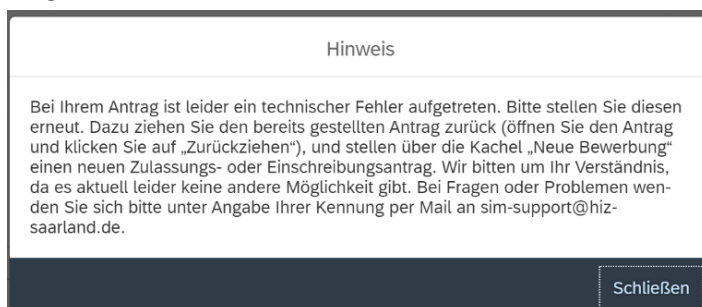 Hinweis
Bei Ihrem Antrag ist leider ein technischer Fehler aufgetreten. Bitte stellen Sie diesen
erneut. Dazu ziehen Sie den bereits gestellten Antrag zurück (öffnen Sie den Antrag
und klicken Sie auf „Zurückziehen“), und stellen über die Kachel „Neue Bewerbung“
einen neuen Zulassungs- oder Einschreibungsantrag. Wir bitten um Ihr Verständnis,
da es aktuell leider keine andere Möglichkeit gibt. Bei Fragen oder Problemen wen-
den Sie sich bitte unter Angabe Ihrer Kennung per Mail an sim-support@hiz-
saarland.de.
Schließen